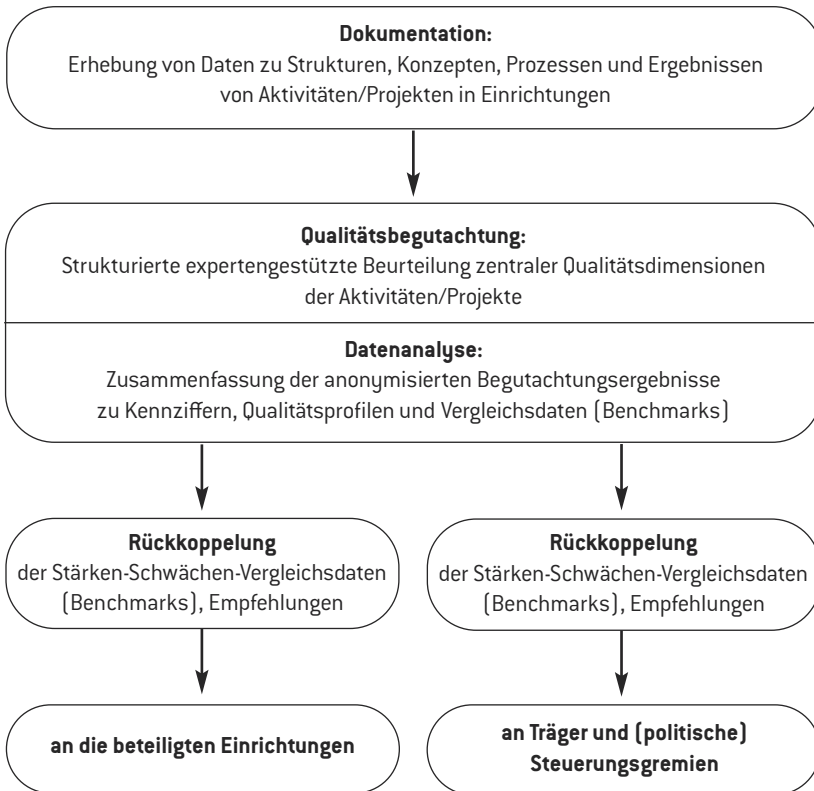 Dokumentation:
Erhebung von Daten zu Strukturen, Konzepten, Prozessen und Ergebnissen
von Aktivitäten/Projekten in Einrichtungen
Qualitätsbegutachtung:
Strukturierte expertengestützte Beurteilung zentraler Qualitätsdimensionen
der Aktivitäten/Projekte
Datenanalyse:
Zusammenfassung der anonymisierten Begutachtungsergebnisse
zu Kennziffern, Qualitätsprofilen und Vergleichsdaten (Benchmarks)
Rückkoppelung
der Stärken-Schwächen-Vergleichsdaten
(Benchmarks), Empfehlungen
an die beteiligten Einrichtungen
Rückkoppelung
der Stärken-Schwächen-Vergleichsdaten
(Benchmarks), Empfehlungen
an Träger und (politische)
Steuerungsgremien